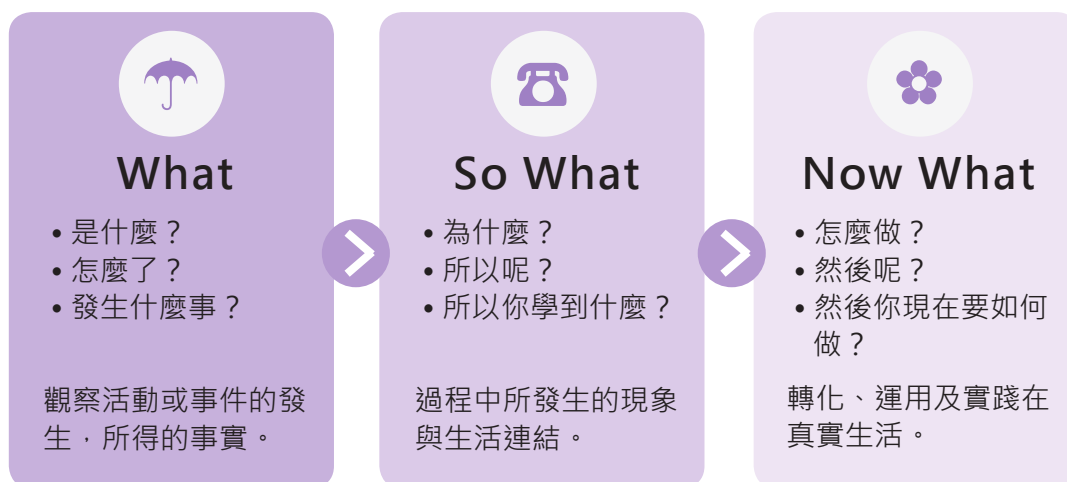 What
• 是什麼？
• 怎麼了？
• 發生什麼事？
觀察活動或事件的發
生，所得的事實。
So What
• 為什麼？
• 所以呢？
• 所以你學到什麼？
過程中所發生的現象
與生活連結。
Now What
• 怎麼做？
• 然後呢？
• 然後你現在要如何
做？
轉化、運用及實踐在
真實生活。